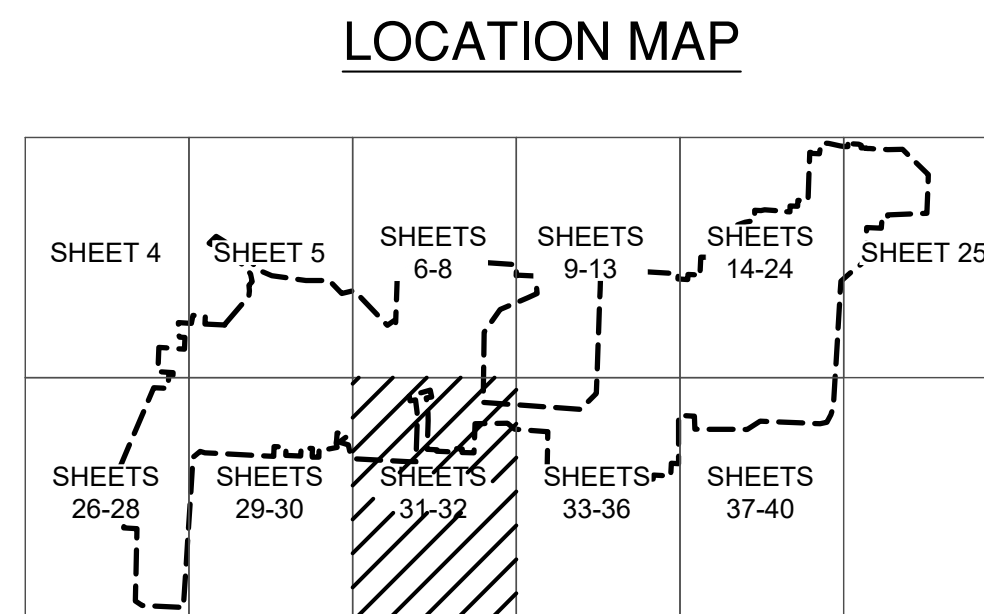 LOCATION MAP
SHEET 4
SHEET 5
SHEETS
6-8
SHEETS
9-13
SHEETS
14-24
SHEET 25
SHEETS
26-28
SHEETS
29-30
SHEETS
31-32
SHEETS
33-36
SHEETS
37-40